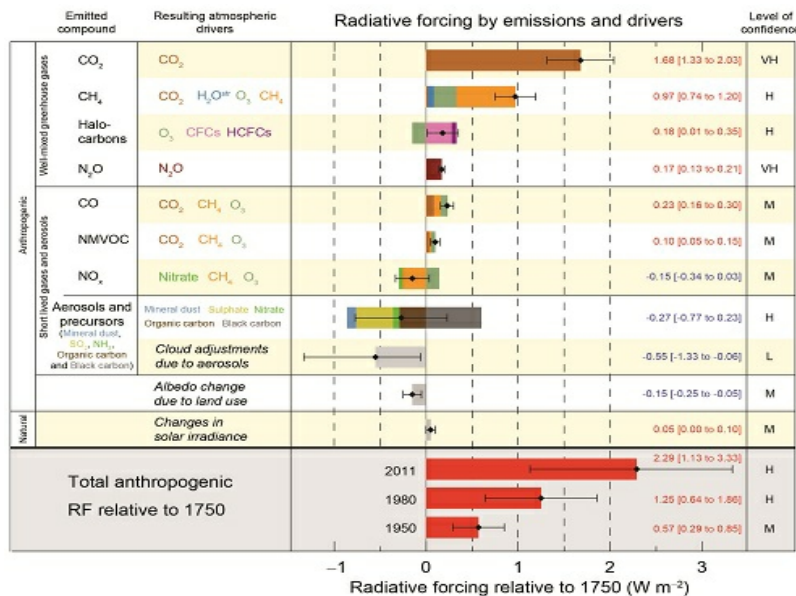 Emitted compound
Resulting atmospheric drivers
Radiative forcing by emissions and drivers
Level of confidence
Anthropogenic
Well-mixed greenhouse gases
CO₂
CO₂
1.68 [1.33 to 2.03]
VH
CH₄
CO₂ H₂Oˢᵗʳ O₃ CH₄
0.97 [0.74 to 1.20]
H
Halo-
carbons
O₃ CFCs HCFCs
0.18 [0.01 to 0.35]
H
N₂O
N₂O
0.17 [0.13 to 0.21]
VH
Short lived gases and aerosols
CO
CO₂ CH₄ O₃
0.23 [0.16 to 0.30]
M
NMVOC
CO₂ CH₄ O₃
0.10 [0.05 to 0.15]
M
NOₓ
Nitrate CH₄ O₃
-0.15 [-0.34 to 0.03]
M
Aerosols and
precursors
(Mineral dust,
SO₂, NH₃,
Organic carbon
and Black carbon)
Mineral dust Sulphate Nitrate
Organic carbon Black carbon
-0.27 [-0.77 to 0.23]
H
Cloud adjustments
due to aerosols
-0.55 [-1.33 to -0.06]
L
Albedo change
due to land use
-0.15 [-0.25 to -0.05]
M
Natural
Changes in
solar irradiance
0.05 [0.00 to 0.10]
M
Total anthropogenic
RF relative to 1750
2011
2.29 [1.13 to 3.33]
H
1980
1.25 [0.64 to 1.86]
H
1950
0.57 [0.29 to 0.85]
M
−1 0 1 2 3
Radiative forcing relative to 1750 (W m⁻²)